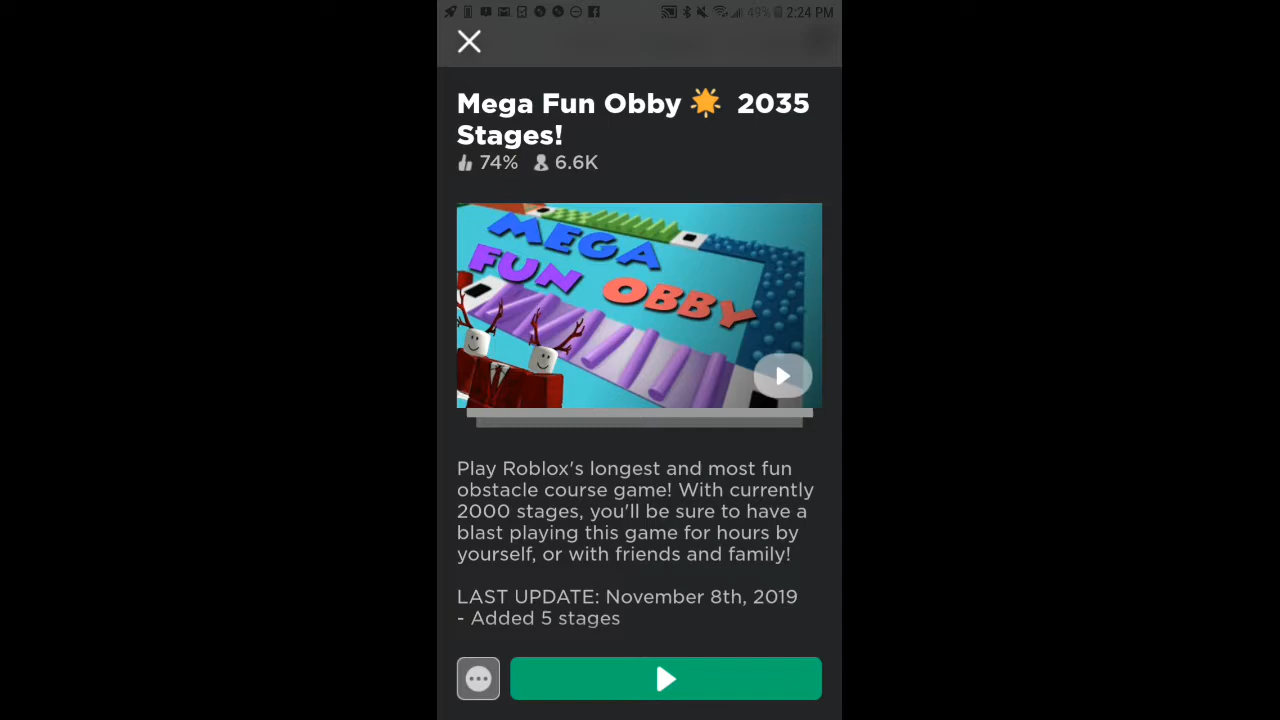 49% 2:24 PM
Mega Fun Obby 🌟 2035
Stages!
74% 6.6K
MEGA
FUN OBBY
Play Roblox's longest and most fun
obstacle course game! With currently
2000 stages, you'll be sure to have a
blast playing this game for hours by
yourself, or with friends and family!
LAST UPDATE: November 8th, 2019
- Added 5 stages